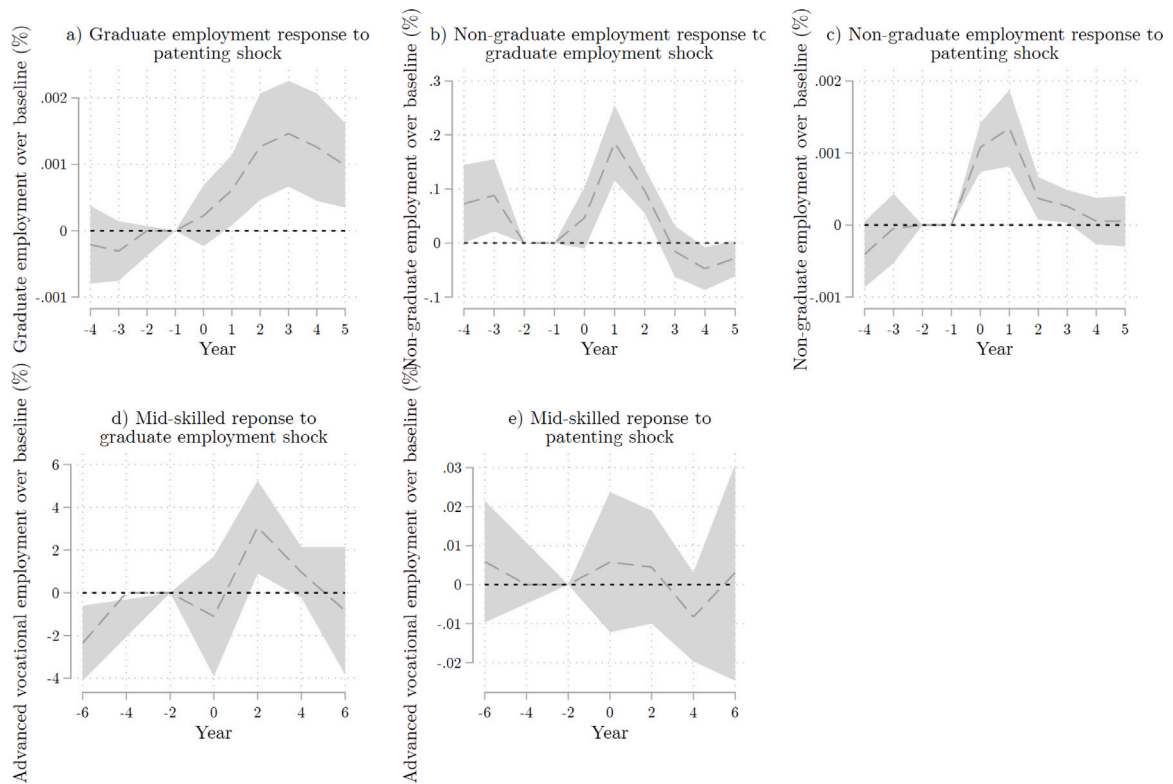 a) Graduate employment response to
patenting shock
Graduate employment over baseline (%)
.002
.001
0
-.001
-4 -3 -2 -1 0 1 2 3 4 5
Year
b) Non-graduate employment response to
graduate employment shock
Non-graduate employment over baseline (%)
.3
.2
.1
0
-.1
-4 -3 -2 -1 0 1 2 3 4 5
Year
c) Non-graduate employment response to
patenting shock
Non-graduate employment over baseline (%)
.002
.001
0
-.001
-4 -3 -2 -1 0 1 2 3 4 5
Year
d) Mid-skilled reponse to
graduate employment shock
Advanced vocational employment over baseline (%)
6
4
2
0
-2
-4
-6 -4 -2 0 2 4 6
Year
e) Mid-skilled reponse to
patenting shock
Advanced vocational employment over baseline (%)
.03
.02
.01
0
-.01
-.02
-6 -4 -2 0 2 4 6
Year